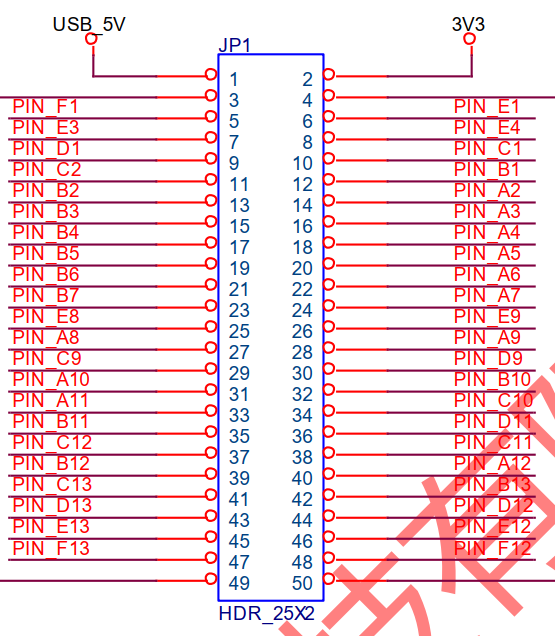 USB_5V 3V3
JP1
1 2
3 4
PIN_F1 5 6 PIN_E1
PIN_E3 7 8 PIN_E4
PIN_D1 9 10 PIN_C1
PIN_C2 11 12 PIN_B1
PIN_B2 13 14 PIN_A2
PIN_B3 15 16 PIN_A3
PIN_B4 17 18 PIN_A4
PIN_B5 19 20 PIN_A5
PIN_B6 21 22 PIN_A6
PIN_B7 23 24 PIN_A7
PIN_E8 25 26 PIN_E9
PIN_A8 27 28 PIN_A9
PIN_C9 29 30 PIN_D9
PIN_A10 31 32 PIN_B10
PIN_A11 33 34 PIN_C10
PIN_B11 35 36 PIN_D11
PIN_C12 37 38 PIN_C11
PIN_B12 39 40 PIN_A12
PIN_C13 41 42 PIN_B13
PIN_D13 43 44 PIN_D12
PIN_E13 45 46 PIN_E12
PIN_F13 47 48 PIN_F12
49 50
HDR_25X2
有